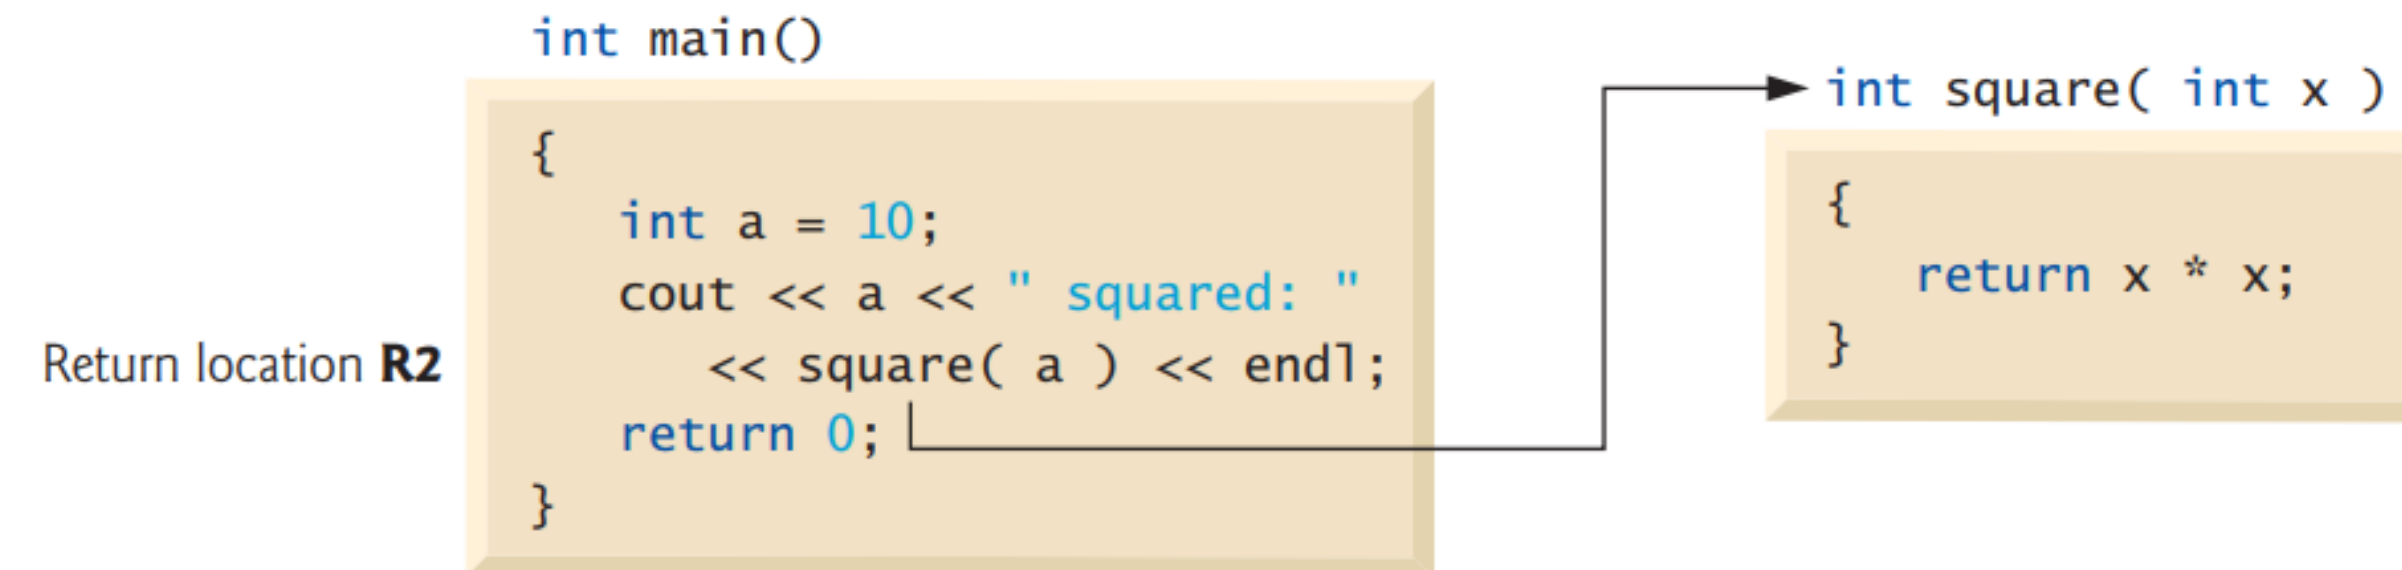 int main()
{
int a = 10;
cout << a << " squared: "
Return location R2
<< square( a ) << endl;
return 0;
}
int square( int x )
{
return x * x;
}